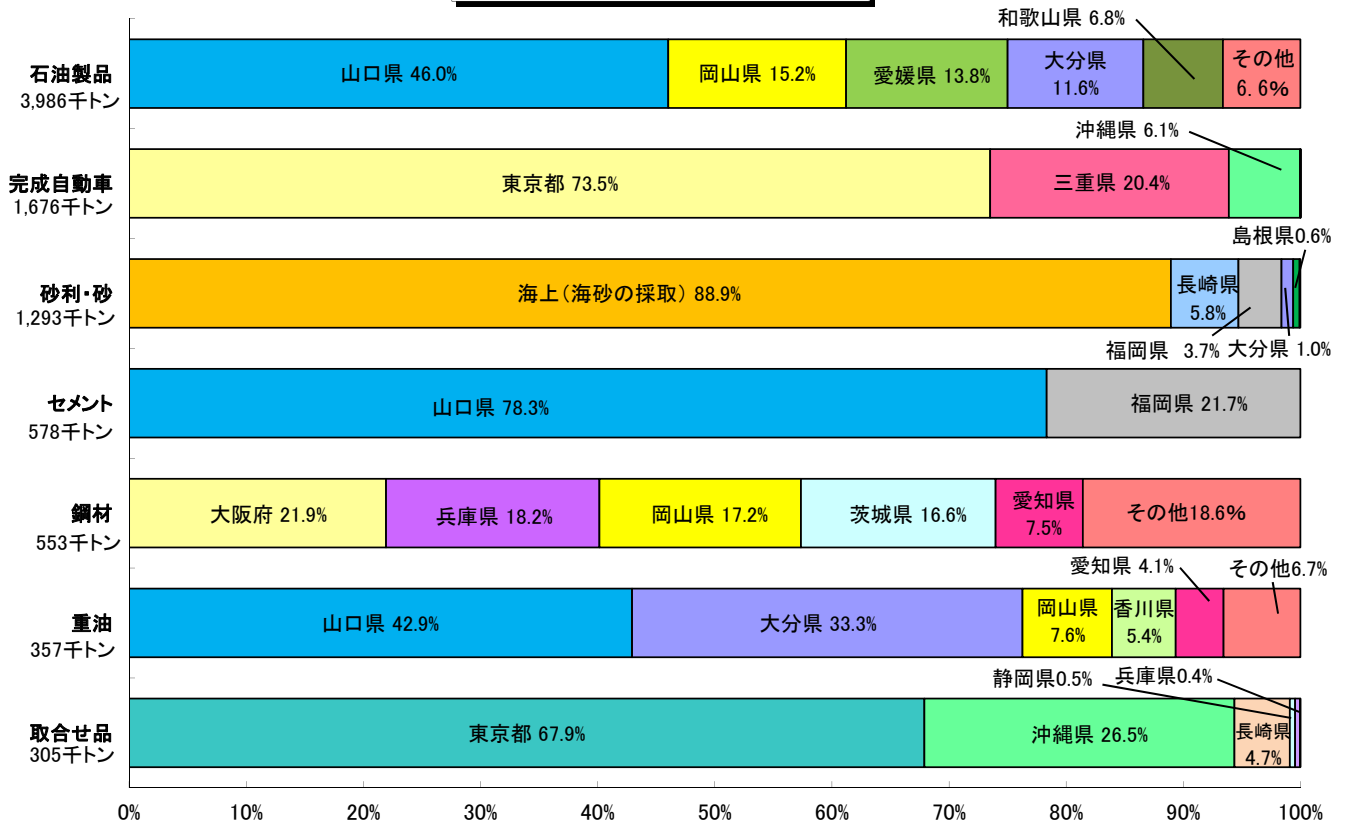 和歌山県 6.8%
石油製品
3,986千トン
山口県 46.0%
岡山県 15.2%
愛媛県 13.8%
大分県
11.6%
その他
6.6%
沖縄県 6.1%
完成自動車
1,676千トン
東京都 73.5%
三重県 20.4%
島根県0.6%
砂利・砂
1,293千トン
海上(海砂の採取) 88.9%
長崎県
5.8%
福岡県 3.7%
大分県 1.0%
セメント
578千トン
山口県 78.3%
福岡県 21.7%
鋼材
553千トン
大阪府 21.9%
兵庫県 18.2%
岡山県 17.2%
茨城県 16.6%
愛知県
7.5%
その他18.6%
愛知県 4.1%
その他6.7%
重油
357千トン
山口県 42.9%
大分県 33.3%
岡山県
7.6%
香川県
5.4%
静岡県0.5%
兵庫県0.4%
取合せ品
305千トン
東京都 67.9%
沖縄県 26.5%
長崎県
4.7%
0% 10% 20% 30% 40% 50% 60% 70% 80% 90% 100%